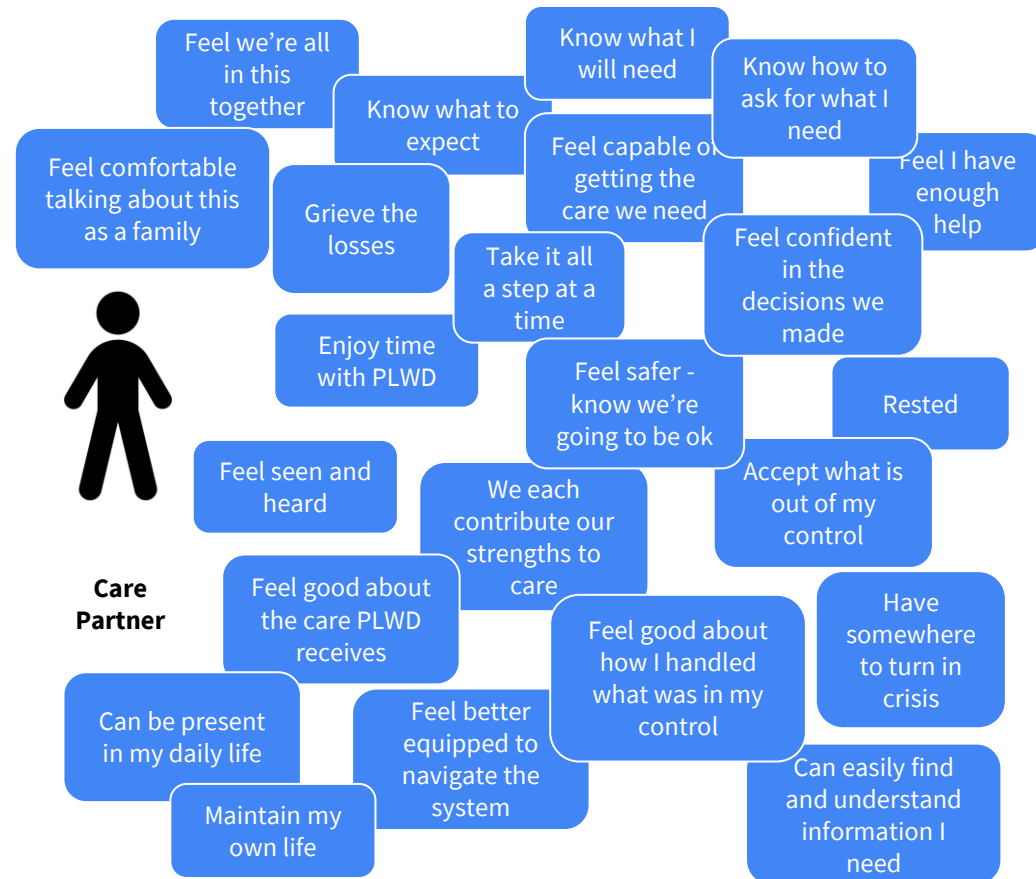 Feel we’re all
in this
together
Know what to
expect
Know what I
will need
Know how to
ask for what I
need
Feel comfortable
talking about this
as a family
Grieve the
losses
Feel capable of
getting the
care we need
Feel I have
enough
help
Take it all
a step at a
time
Feel confident
in the
decisions we
made
Enjoy time
with PLWD
Feel safer -
know we’re
going to be ok
Rested
Feel seen and
heard
We each
contribute our
strengths to
care
Accept what is
out of my
control
Care
Partner
Feel good about
the care PLWD
receives
Feel good about
how I handled
what was in my
control
Have
somewhere
to turn in
crisis
Can be present
in my daily life
Feel better
equipped to
navigate the
system
Maintain my
own life
Can easily find
and understand
information I
need